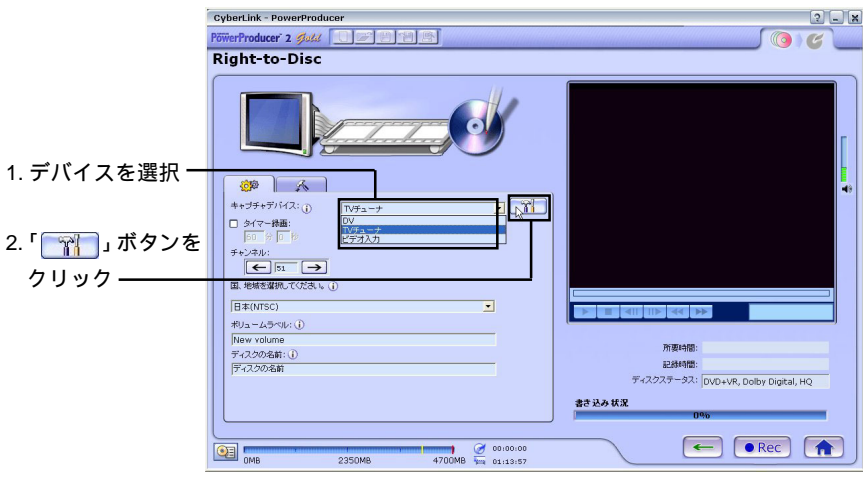 CyberLink - PowerProducer
PowerProducer 2 Gold
Right-to-Disc
1. デバイスを選択
2.「 」ボタンを
クリック
キャプチャデバイス:
TVチューナ
DV
TVチューナ
ビデオ入力
タイマー録画:
60 分 0 秒
チャンネル:
51
国、地域を選択してください。
日本(NTSC)
ボリュームラベル:
New volume
ディスクの名前:
ディスクの名前
所要時間:
記録時間:
ディスクステータス: DVD+VR, Dolby Digital, HQ
書き込み状況
0%
0MB 2350MB 4700MB
00:00:00
01:13:57
Rec